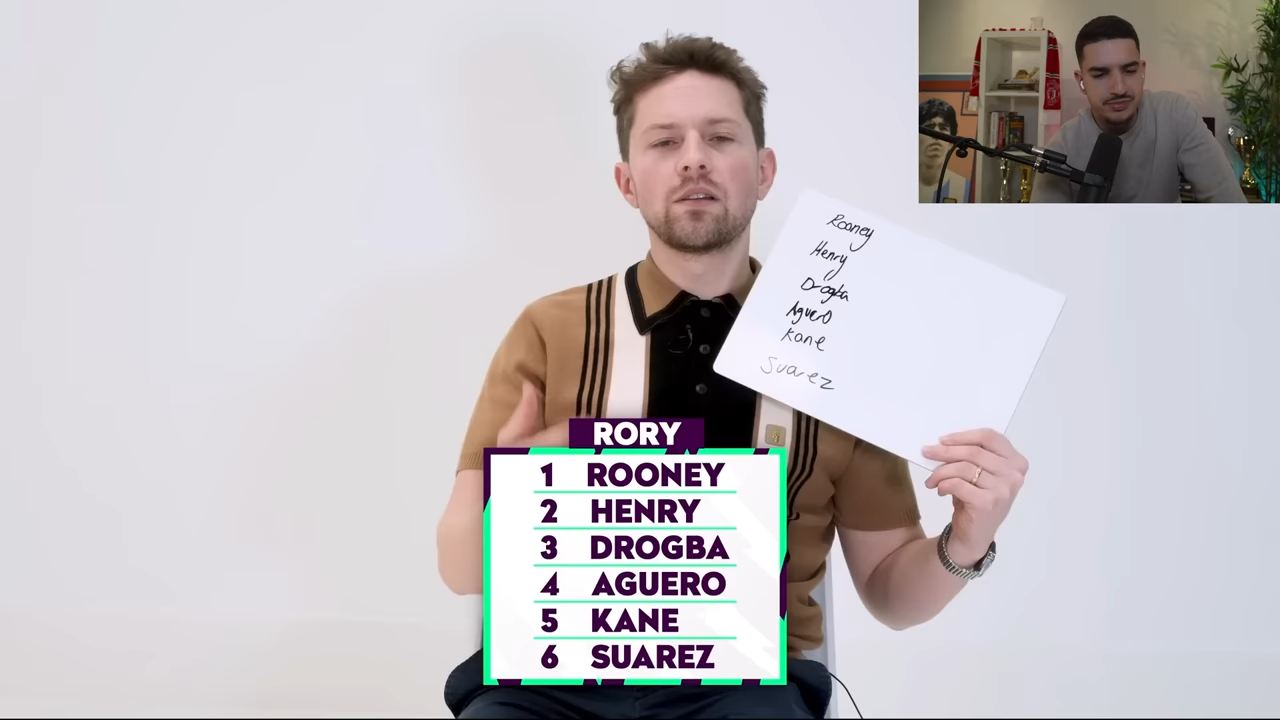 Rooney
Henry
Drogba
Aguero
Kane
Suarez
RORY
1 ROONEY
2 HENRY
3 DROGBA
4 AGUERO
5 KANE
6 SUAREZ